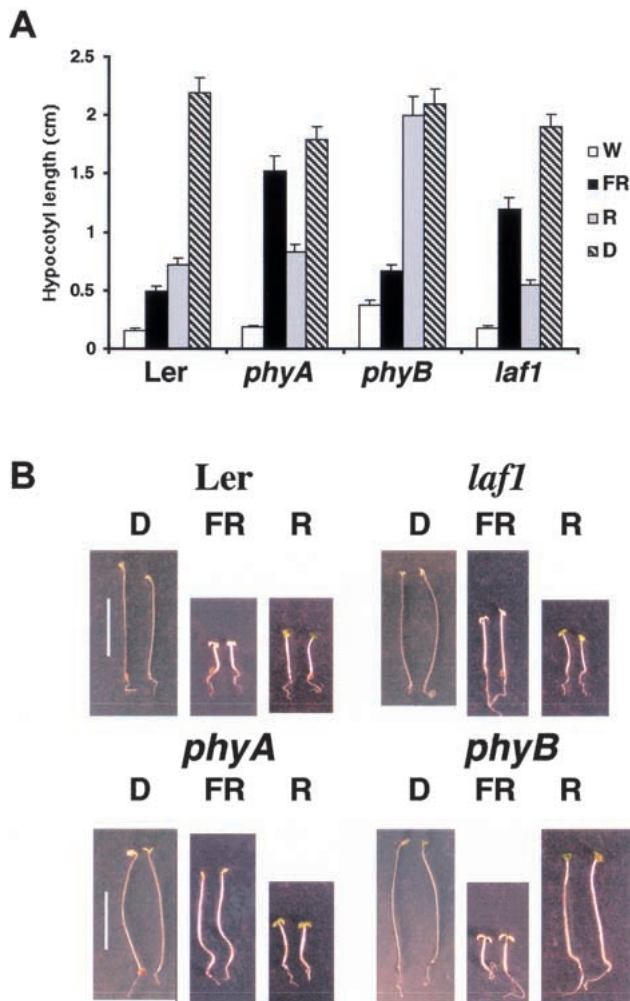 A
Hypocotyl length (cm)
2.5
2
1.5
1
0.5
0
Ler phyA phyB laf1
W
FR
R
D
B
Ler laf1
D FR R D FR R
phyA phyB
D FR R D FR R